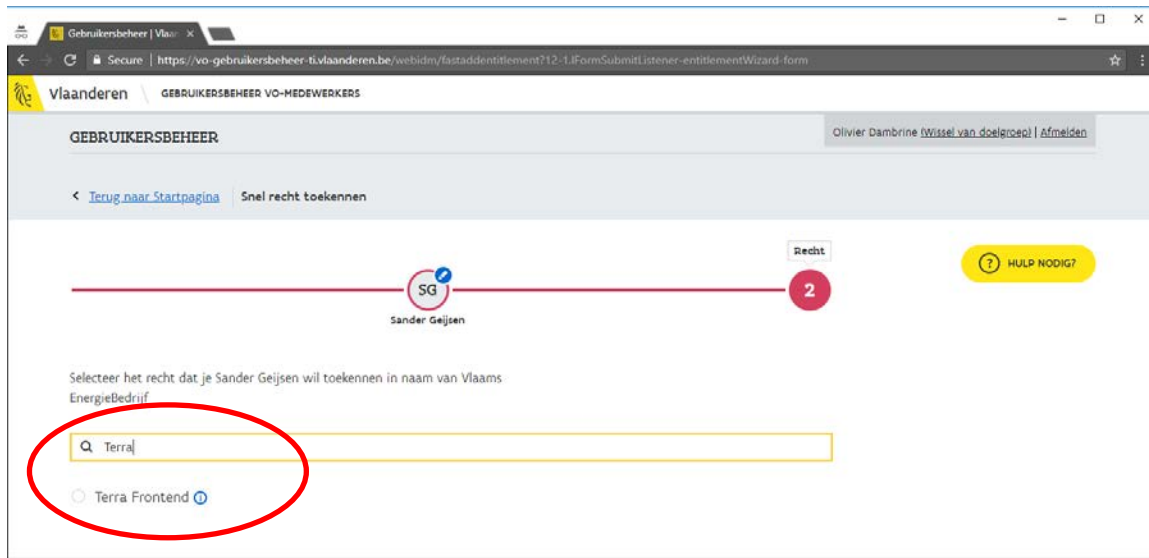 Gebruikersbeheer | Vlaa
Secure | https://vo-gebruikersbeheer-ti.vlaanderen.be/webidm/fastaddentitlement?12-1.IFormSubmitListener-entitlementWizard-form
Vlaanderen GEBRUIKERSBEHEER VO-MEDEWERKERS
GEBRUIKERSBEHEER
Olivier Dambrine (Wissel van doelgroep) | Afmelden
< Terug naar Startpagina Snel recht toekennen
Recht
? HULP NODIG?
SG
2
Sander Geijsen
Selecteer het recht dat je Sander Geijsen wil toekennen in naam van Vlaams
EnergieBedrijf
Terra
Terra Frontend